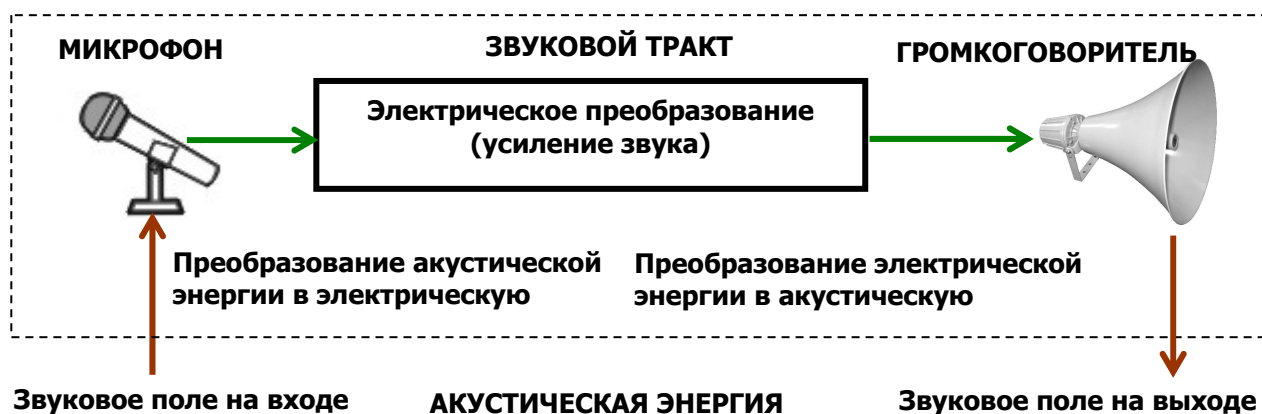 МИКРОФОН
ЗВУКОВОЙ ТРАКТ
ГРОМКОГОВОРИТЕЛЬ
Электрическое преобразование
(усиление звука)
Преобразование акустической
энергии в электрическую
Преобразование электрической
энергии в акустическую
Звуковое поле на входе
АКУСТИЧЕСКАЯ ЭНЕРГИЯ
Звуковое поле на выходе